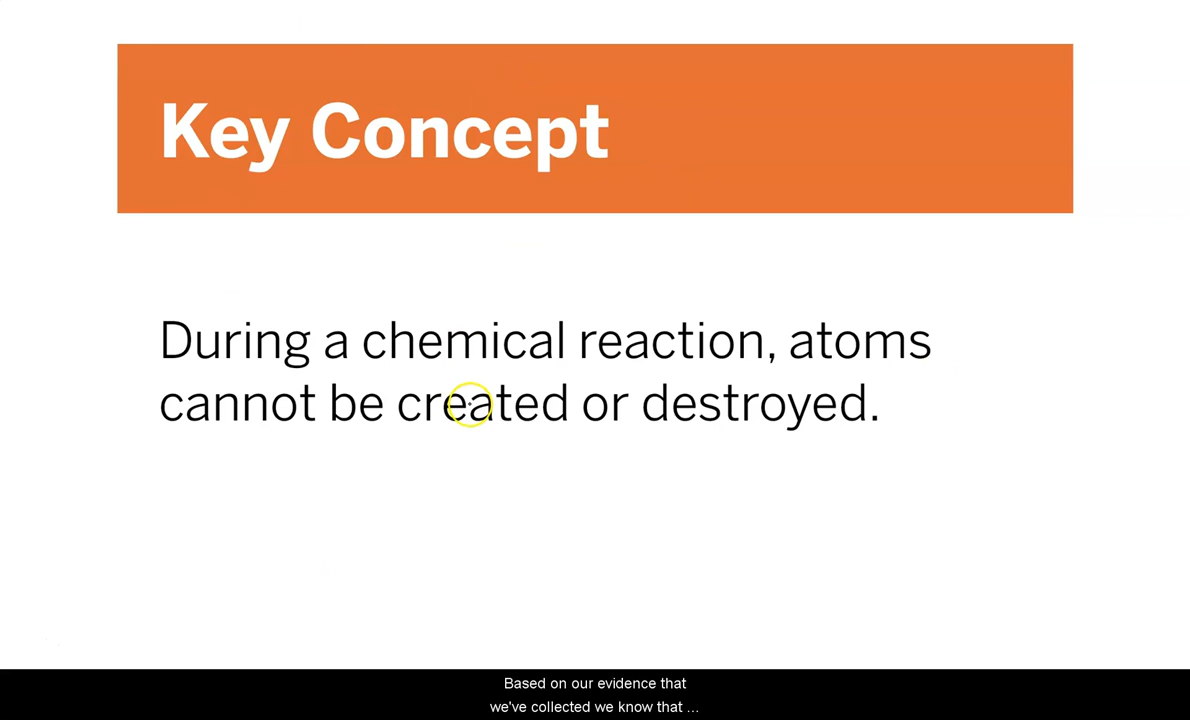 Key Concept
During a chemical reaction, atoms
cannot be created or destroyed.
Based on our evidence that
we've collected we know that ...